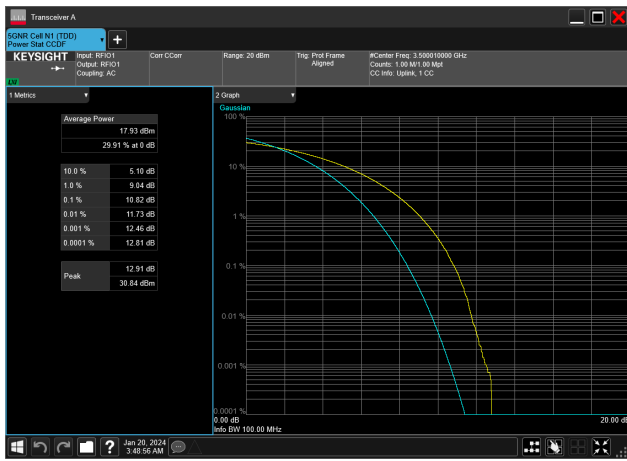 Transceiver A
5GNR Cell N1 (TDD)
Power Stat CCDF
KEYSIGHT
Input: RFIO1
Output: RFIO1
Coupling: AC
Corr CCorr
Range: 20 dBm
Trig: Prot Frame
Aligned
#Center Freq: 3.500010000 GHz
Counts: 1.00 M/1.00 Mpt
CC Info: Uplink, 1 CC
1 Metrics
Average Power
17.93 dBm
29.91 % at 0 dB
10.0 % 5.10 dB
1.0 % 9.04 dB
0.1 % 10.82 dB
0.01 % 11.73 dB
0.001 % 12.46 dB
0.0001 % 12.81 dB
Peak
12.91 dB
30.84 dBm
2 Graph
Gaussian
100 %
10 %
1 %
0.1 %
0.01 %
0.001 %
0.0001 %
0.00 dB
20.00 dB
Info BW 100.00 MHz
Jan 20, 2024
3:48:56 AM